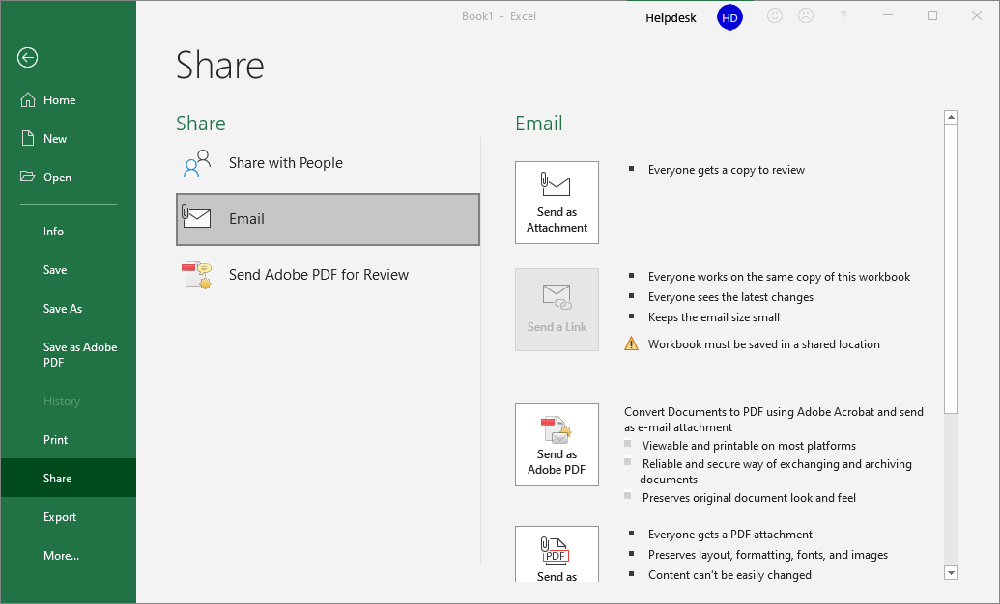 Book1 - Excel
Helpdesk
HD
?
Home
New
Open
Info
Save
Save As
Save as Adobe
PDF
History
Print
Share
Export
More...
Share
Share
Share with People
Email
Send Adobe PDF for Review
Email
Send as
Attachment
Everyone gets a copy to review
Send a Link
Everyone works on the same copy of this workbook
Everyone sees the latest changes
Keeps the email size small
Workbook must be saved in a shared location
Send as
Adobe PDF
Convert Documents to PDF using Adobe Acrobat and send
as e-mail attachment
Viewable and printable on most platforms
Reliable and secure way of exchanging and archiving
documents
Preserves original document look and feel
PDF
Send as
Everyone gets a PDF attachment
Preserves layout, formatting, fonts, and images
Content can't be easily changed